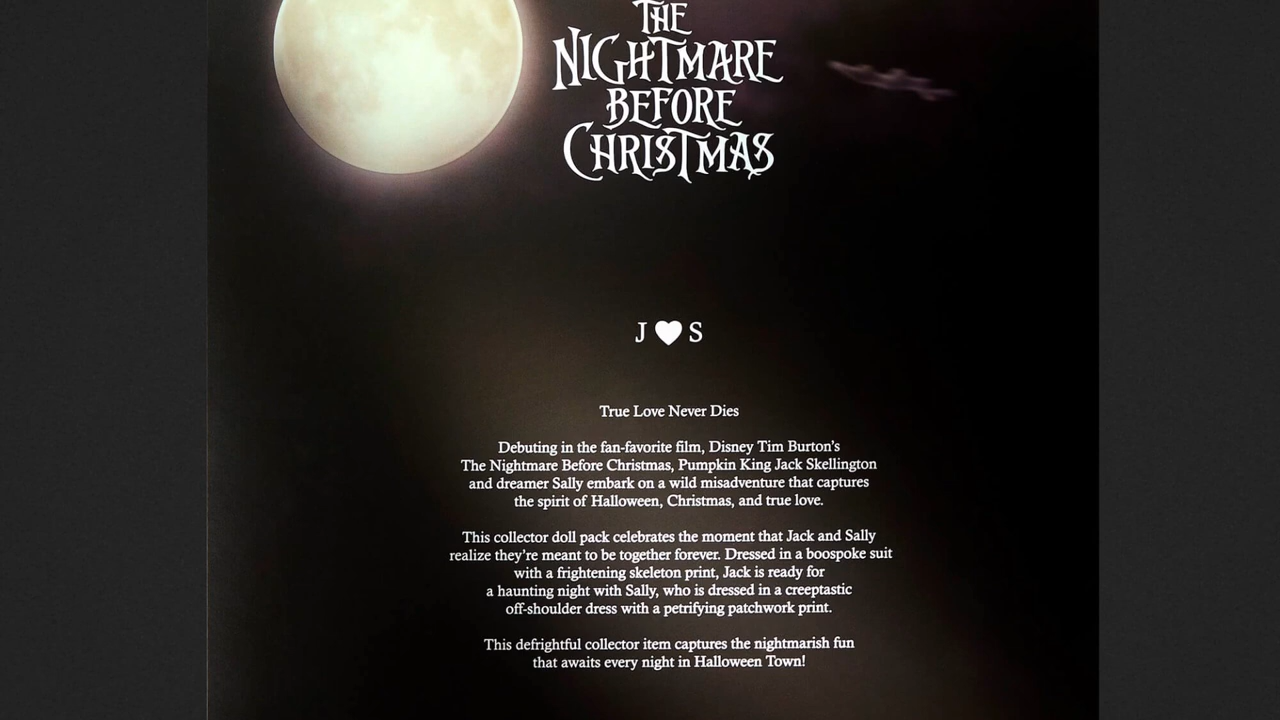 THE
NIGHTMARE
BEFORE
CHRISTMAS
J ♥ S
True Love Never Dies
Debuting in the fan-favorite film, Disney Tim Burton’s
The Nightmare Before Christmas, Pumpkin King Jack Skellington
and dreamer Sally embark on a wild misadventure that captures
the spirit of Halloween, Christmas, and true love.
This collector doll pack celebrates the moment that Jack and Sally
realize they’re meant to be together forever. Dressed in a boospoke suit
with a frightening skeleton print, Jack is ready for
a haunting night with Sally, who is dressed in a creeptastic
off-shoulder dress with a petrifying patchwork print.
This defrightful collector item captures the nightmarish fun
that awaits every night in Halloween Town!